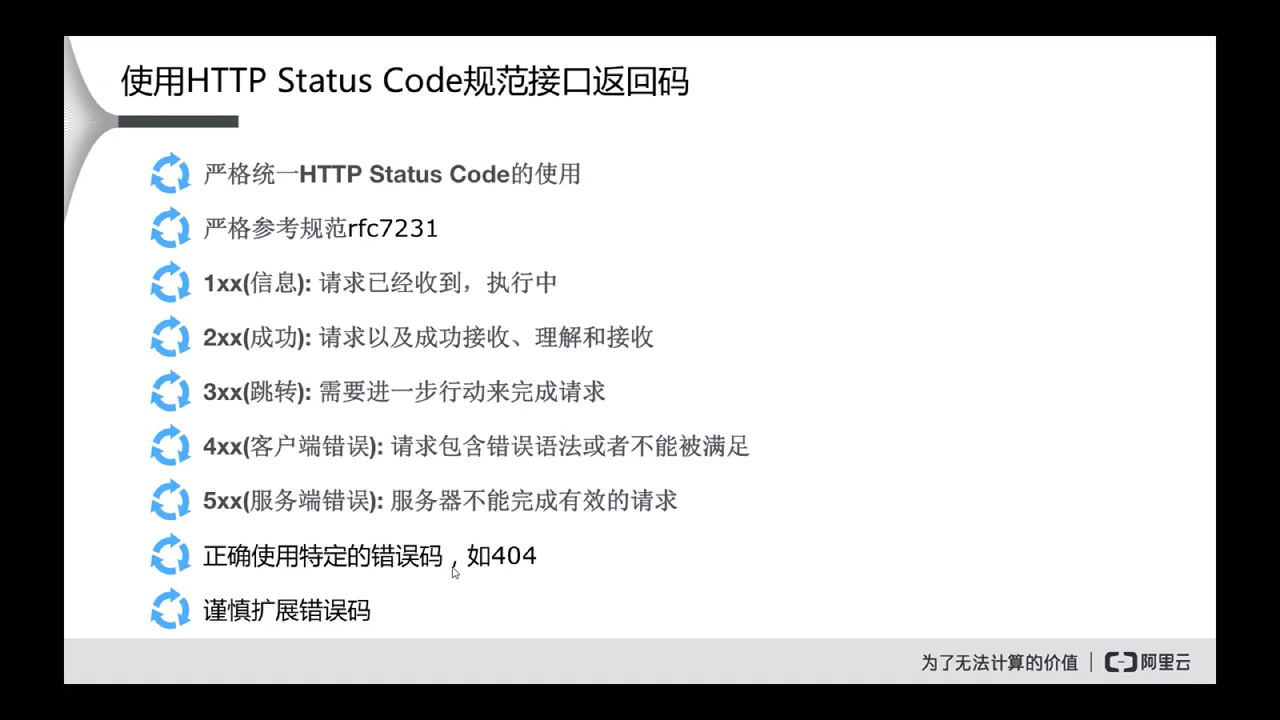 使用HTTP Status Code规范接口返回码
严格统一HTTP Status Code的使用
严格参考规范rfc7231
1xx(信息): 请求已经收到，执行中
2xx(成功): 请求以及成功接收、理解和接收
3xx(跳转): 需要进一步行动来完成请求
4xx(客户端错误): 请求包含错误语法或者不能被满足
5xx(服务端错误): 服务器不能完成有效的请求
正确使用特定的错误码，如404
谨慎扩展错误码
为了无法计算的价值 | 阿里云